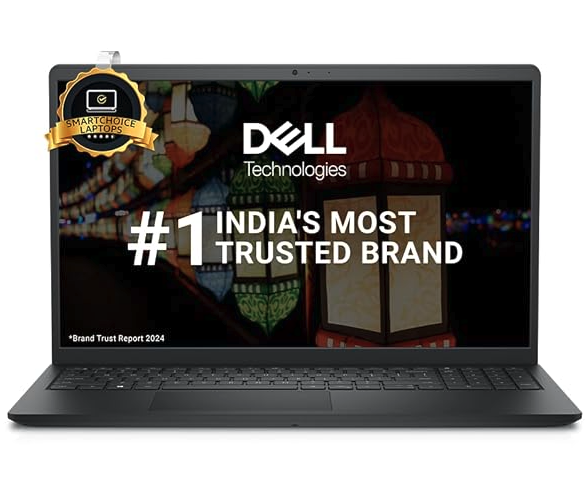 SMARTCHOICE
LAPTOPS
DELL
Technologies
#1 INDIA'S MOST
TRUSTED BRAND
*Brand Trust Report 2024